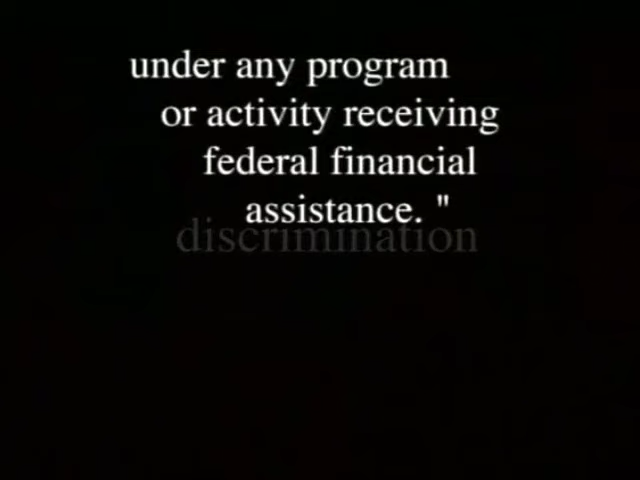 under any program
or activity receiving
federal financial
assistance. "
discrimination